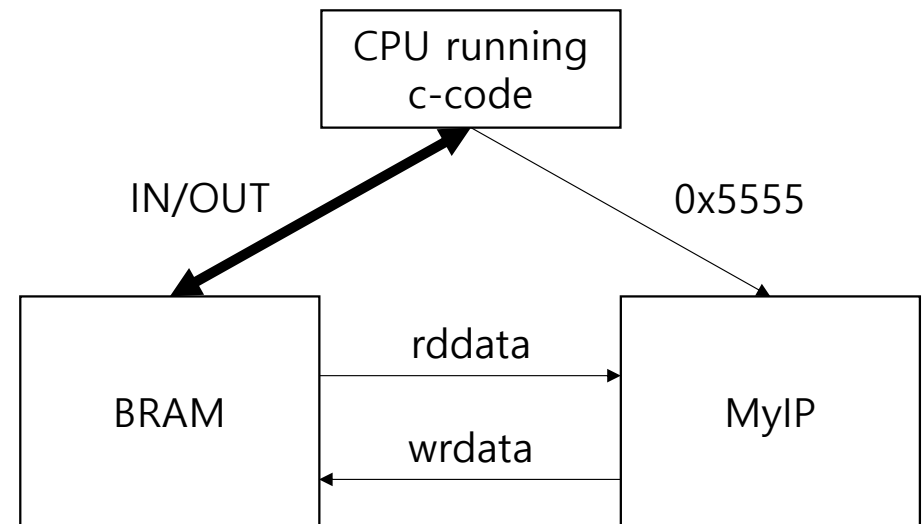 CPU running
c-code
IN/OUT
0x5555
rddata
BRAM
MyIP
wrdata